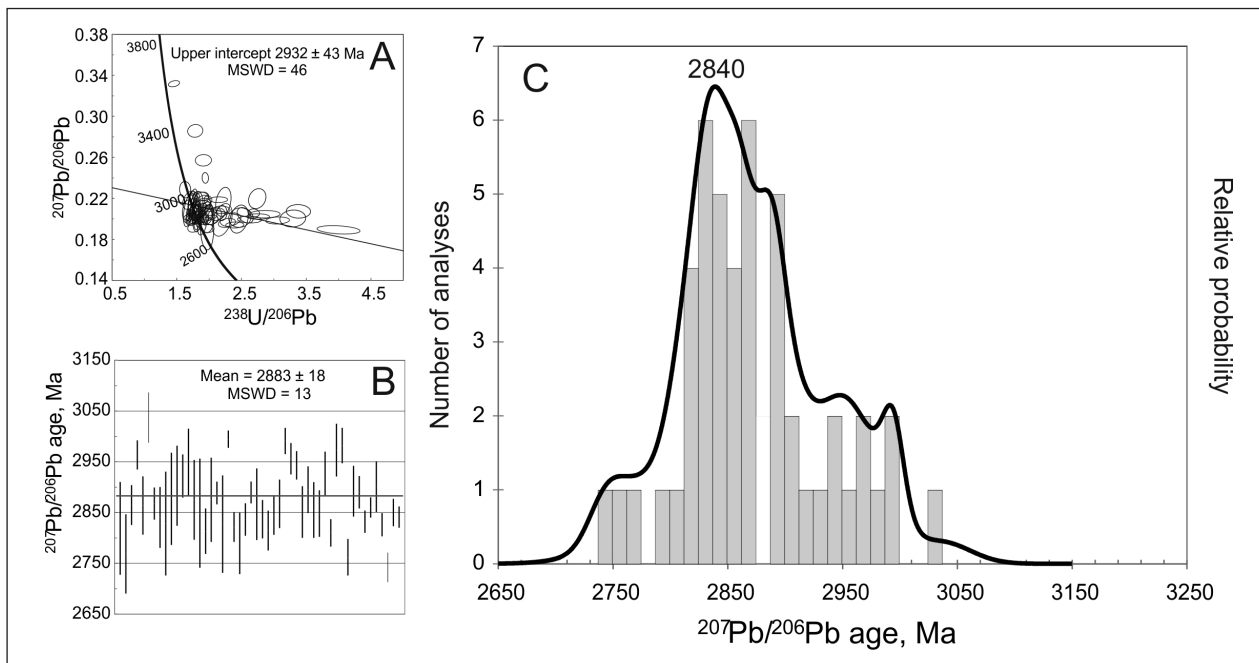 A
Upper intercept 2932 ± 43 Ma
MSWD = 46
0.38
0.34
0.30
0.26
0.22
0.18
0.14
²⁰⁷Pb/²⁰⁶Pb
3800
3400
3000
2600
0.5 1.5 2.5 3.5 4.5
²³⁸U/²⁰⁶Pb
B
Mean = 2883 ± 18
MSWD = 13
3150
3050
2950
2850
2750
2650
²⁰⁷Pb/²⁰⁶Pb age, Ma
C
2840
7
6
5
4
3
2
1
0
Number of analyses
Relative probability
2650 2750 2850 2950 3050 3150 3250
²⁰⁷Pb/²⁰⁶Pb age, Ma